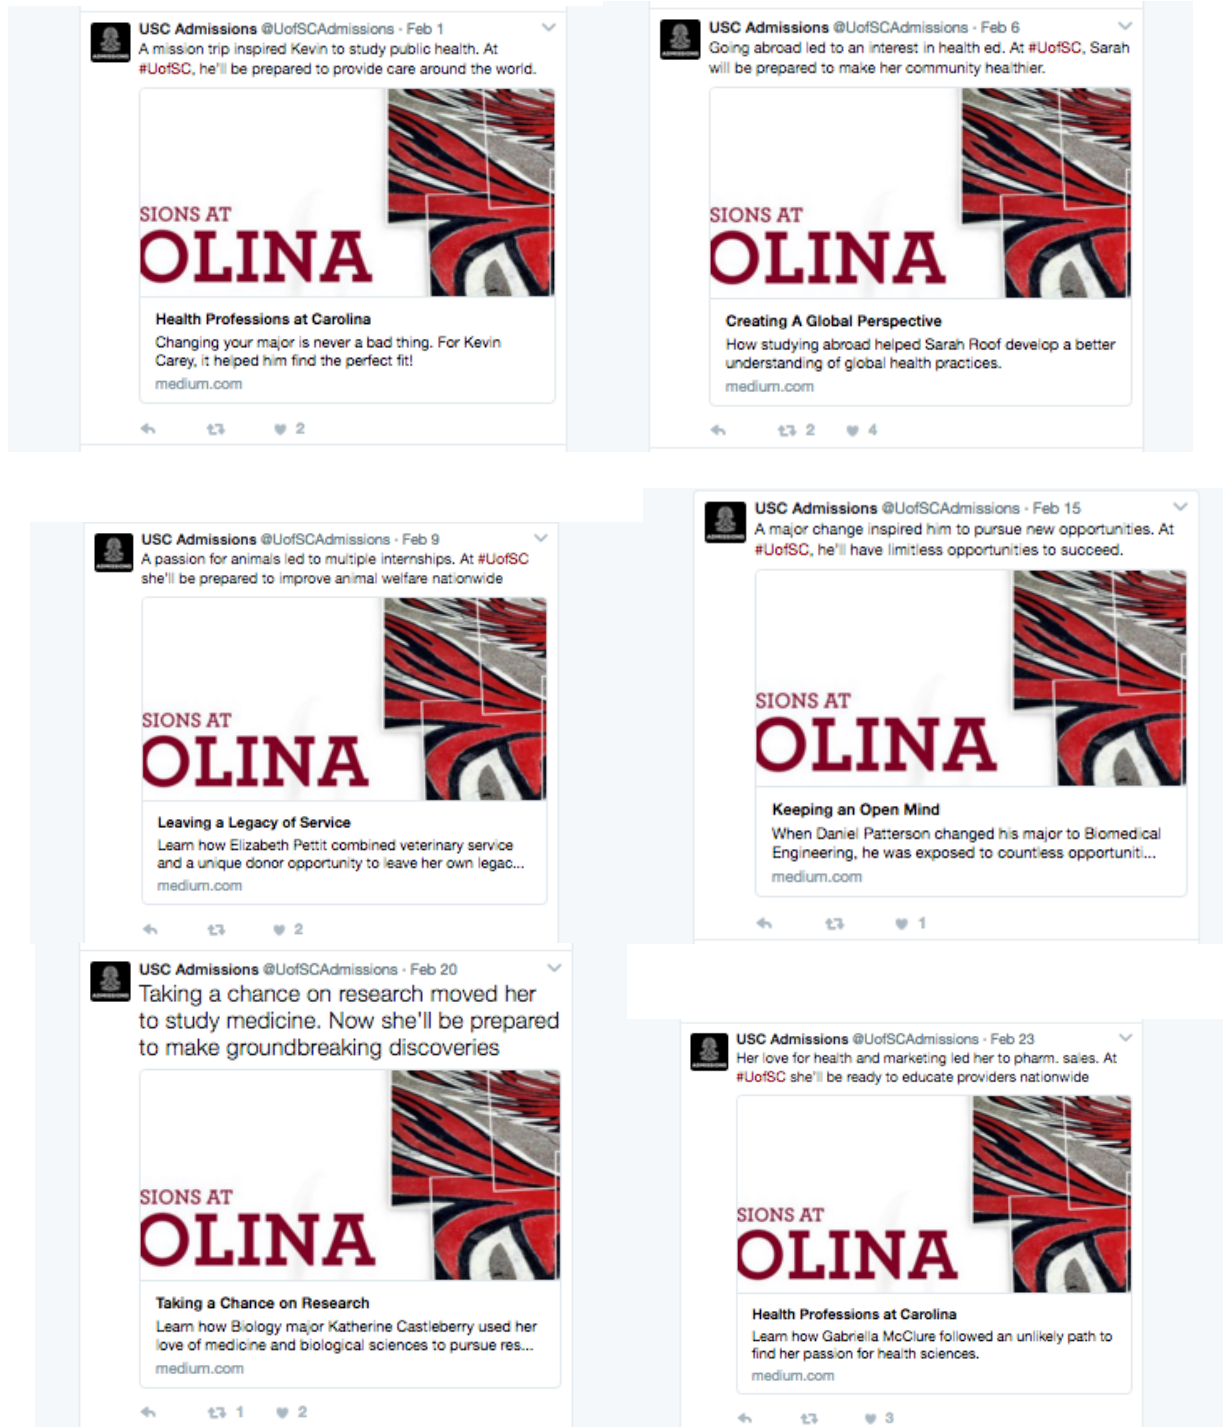 USC Admissions @UofSCAdmissions · Feb 1
A mission trip inspired Kevin to study public health. At
#UofSC, he'll be prepared to provide care around the world.
SIONS AT
OLINA
Health Professions at Carolina
Changing your major is never a bad thing. For Kevin
Carey, it helped him find the perfect fit!
medium.com
2
USC Admissions @UofSCAdmissions · Feb 6
Going abroad led to an interest in health ed. At #UofSC, Sarah
will be prepared to make her community healthier.
SIONS AT
OLINA
Creating A Global Perspective
How studying abroad helped Sarah Roof develop a better
understanding of global health practices.
medium.com
2 4
USC Admissions @UofSCAdmissions · Feb 9
A passion for animals led to multiple internships. At #UofSC
she'll be prepared to improve animal welfare nationwide
SIONS AT
OLINA
Leaving a Legacy of Service
Learn how Elizabeth Pettit combined veterinary service
and a unique donor opportunity to leave her own legac...
medium.com
2
USC Admissions @UofSCAdmissions · Feb 15
A major change inspired him to pursue new opportunities. At
#UofSC, he'll have limitless opportunities to succeed.
SIONS AT
OLINA
Keeping an Open Mind
When Daniel Patterson changed his major to Biomedical
Engineering, he was exposed to countless opportuniti...
medium.com
1
USC Admissions @UofSCAdmissions · Feb 20
Taking a chance on research moved her
to study medicine. Now she'll be prepared
to make groundbreaking discoveries
SIONS AT
OLINA
Taking a Chance on Research
Learn how Biology major Katherine Castleberry used her
love of medicine and biological sciences to pursue res...
medium.com
1 2
USC Admissions @UofSCAdmissions · Feb 23
Her love for health and marketing led her to pharm. sales. At
#UofSC she'll be ready to educate providers nationwide
SIONS AT
OLINA
Health Professions at Carolina
Learn how Gabriella McClure followed an unlikely path to
find her passion for health sciences.
medium.com
3